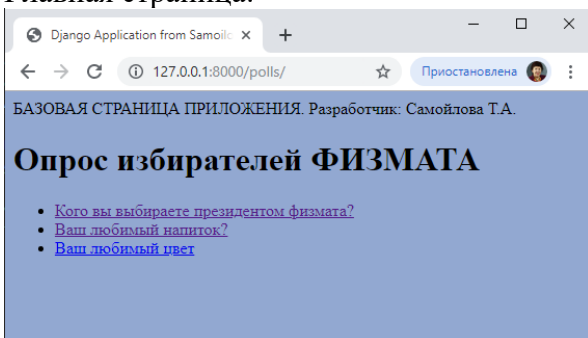 Главная страница.
Django Application from Samoilo
127.0.0.1:8000/polls/
Приостановлена
БАЗОВАЯ СТРАНИЦА ПРИЛОЖЕНИЯ. Разработчик: Самойлова Т.А.
Опрос избирателей ФИЗМАТА
Кого вы выбираете президентом физмата?
Ваш любимый напиток?
Ваш любимый цвет